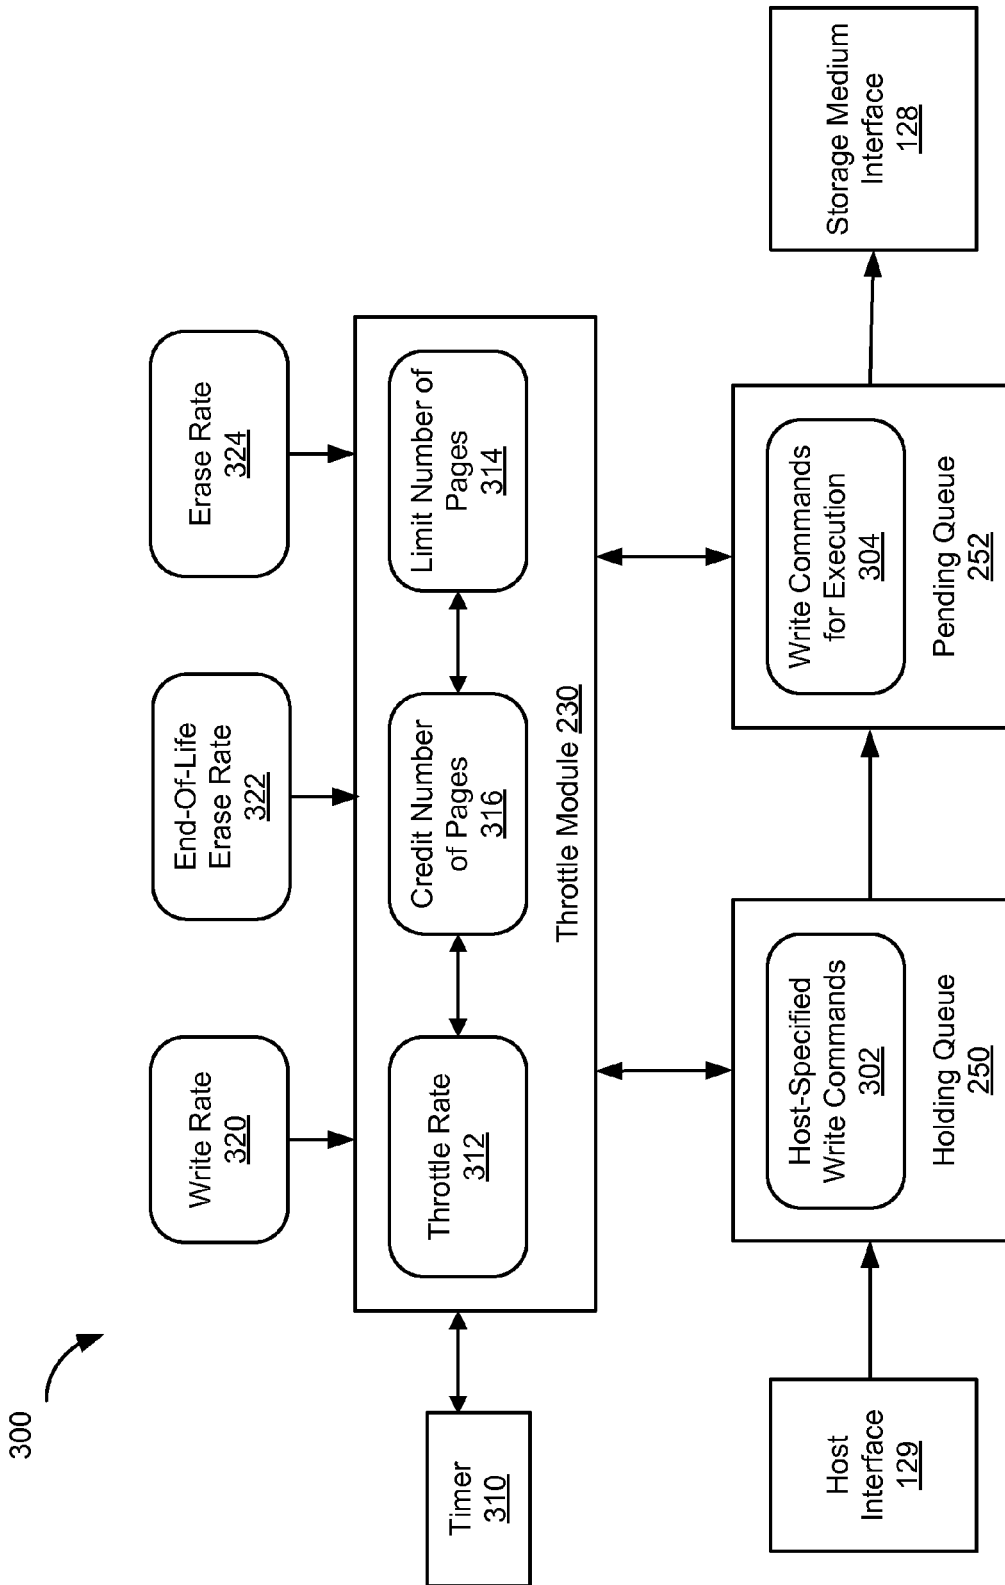 300
Write Rate
320
End-Of-Life
Erase Rate
322
Erase Rate
324
Timer
310
Throttle Rate
312
Credit Number
of Pages
316
Limit Number of
Pages
314
Throttle Module 230
Host
Interface
129
Host-Specified
Write Commands
302
Holding Queue
250
Write Commands
for Execution
304
Pending Queue
252
Storage Medium
Interface
128